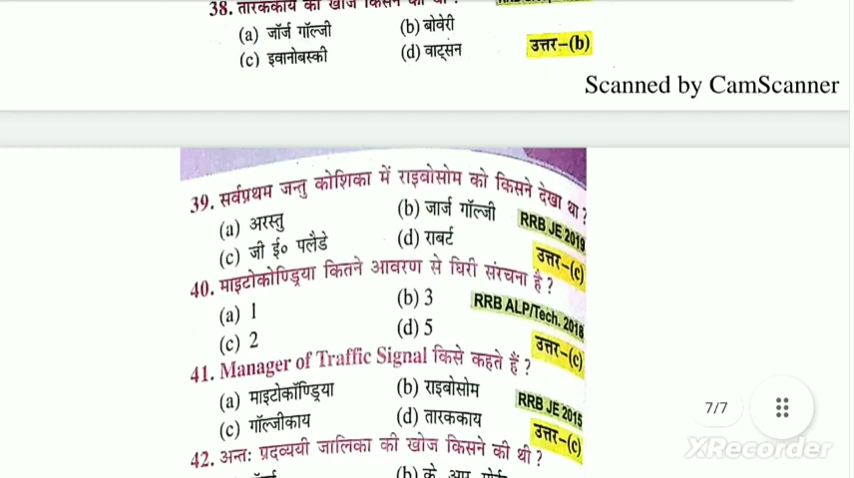 38. तारककाय की खोज किसने की थी ?
(a) जॉर्ज गॉल्जी (b) बोवेरी
(c) इवानोबस्की (d) वाट्सन उत्तर–(b)
Scanned by CamScanner
39. सर्वप्रथम जन्तु कोशिका में राइबोसोम को किसने देखा था ?
(a) अरस्तु (b) जार्ज गॉल्जी RRB JE 2019
(c) जी ई० पलैडे (d) राबर्ट उत्तर–(c)
40. माइटोकोण्ड्रिया कितने आवरण से घिरी संरचना है ?
(a) 1 (b) 3 RRB ALP/Tech. 2018
(c) 2 (d) 5 उत्तर–(c)
41. Manager of Traffic Signal किसे कहते हैं ?
(a) माइटोकॉण्ड्रिया (b) राइबोसोम RRB JE 2015
(c) गॉल्जीकाय (d) तारककाय उत्तर–(c)
42. अन्तः प्रदव्ययी जालिका की खोज किसने की थी ?
(b) के आर
7/7
XRecorder